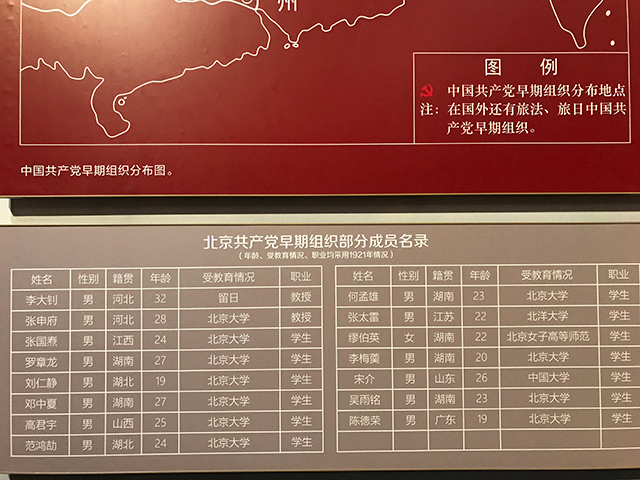 州
图 例
中国共产党早期组织分布地点
注：在国外还有旅法、旅日中国共
产党早期组织。
中国共产党早期组织分布图。
北京共产党早期组织部分成员名录
（年龄、受教育情况、职业均采用1921年情况）
姓名 性别 籍贯 年龄 受教育情况 职业 姓名 性别 籍贯 年龄 受教育情况 职业
李大钊 男 河北 32 留日 教授 何孟雄 男 湖南 23 北京大学 学生
张申府 男 河北 28 北京大学 教授 张太雷 男 江苏 22 北洋大学 学生
张国焘 男 江西 24 北京大学 学生 缪伯英 女 湖南 22 北京女子高等师范 学生
罗章龙 男 湖南 27 北京大学 学生 李梅羹 男 湖南 20 北京大学 学生
刘仁静 男 湖北 19 北京大学 学生 宋介 男 山东 26 中国大学 学生
邓中夏 男 湖南 27 北京大学 学生 吴雨铭 男 湖南 23 北京大学 学生
高君宇 男 山西 25 北京大学 学生 陈德荣 男 广东 19 北京大学 学生
范鸿劼 男 湖北 24 北京大学 学生